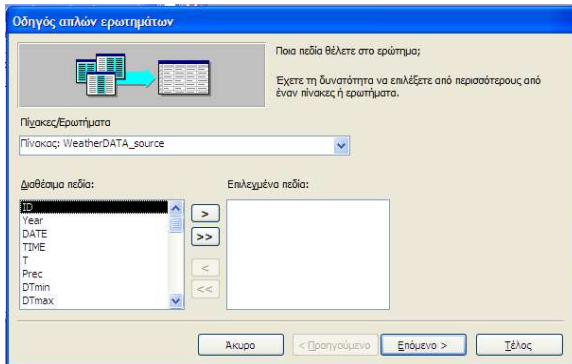 Οδηγός απλών ερωτημάτων
Ποια πεδία θέλετε στο ερώτημα;
Έχετε τη δυνατότητα να επιλέξετε από περισσότερους από
έναν πίνακες ή ερωτήματα.
Πίνακες/Ερωτήματα
Πίνακας: WeatherDATA_source
Διαθέσιμα πεδία:
Επιλεγμένα πεδία:
ID
Year
DATE
TIME
T
Prec
DTmin
DTmax
>
>>
<
<<
Άκυρο
< Προηγούμενο
Επόμενο >
Τέλος